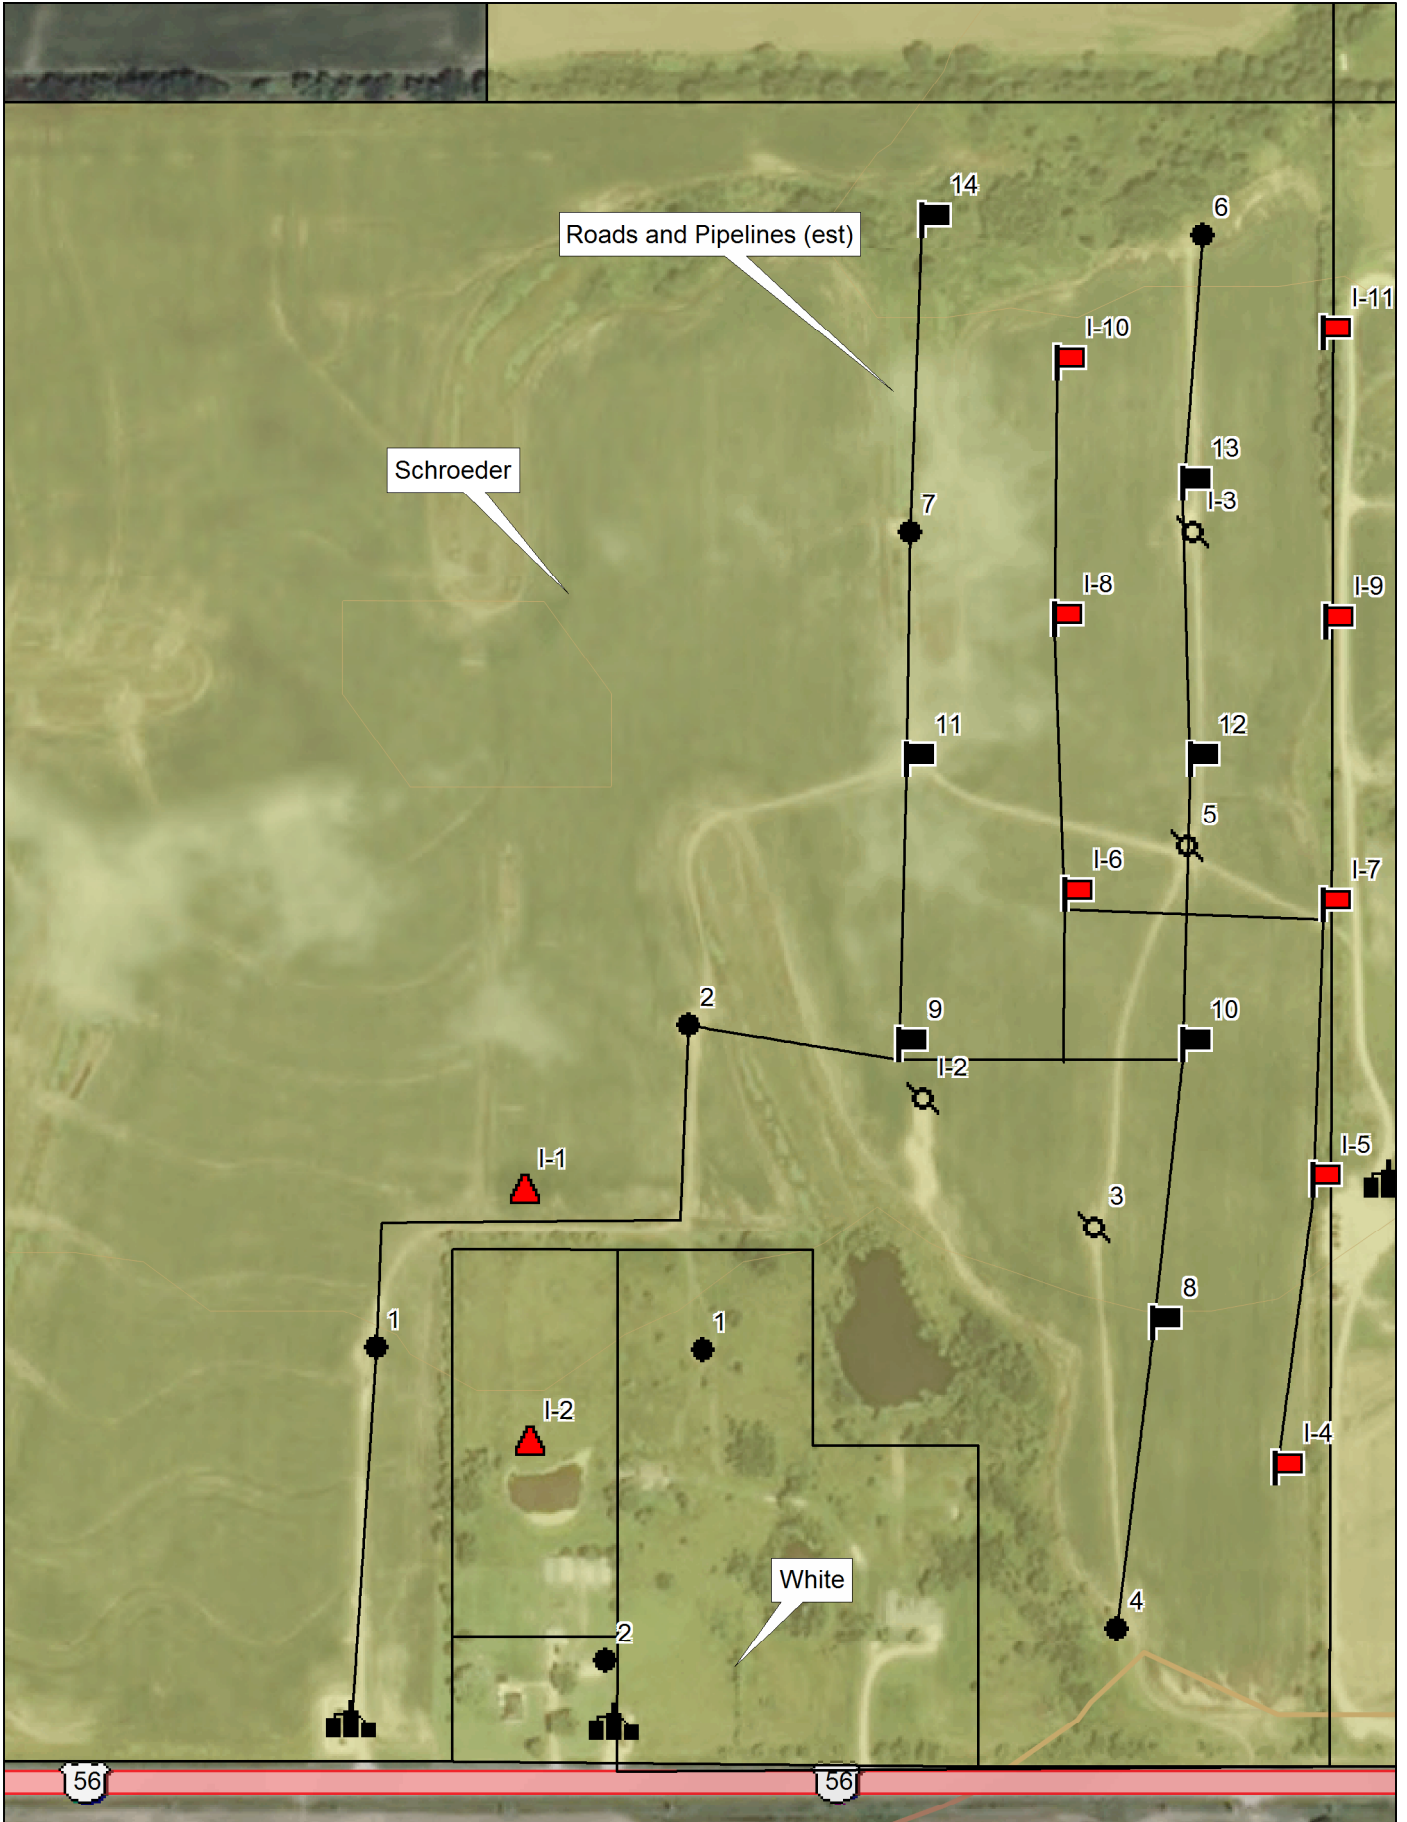 14
6
Roads and Pipelines (est)
I-11
I-10
13
Schroeder
I-3
7
I-8
I-9
11
12
5
I-6
I-7
2
9
10
I-2
I-5
I-1
3
8
1
1
I-2
I-4
White
4
2
56
56